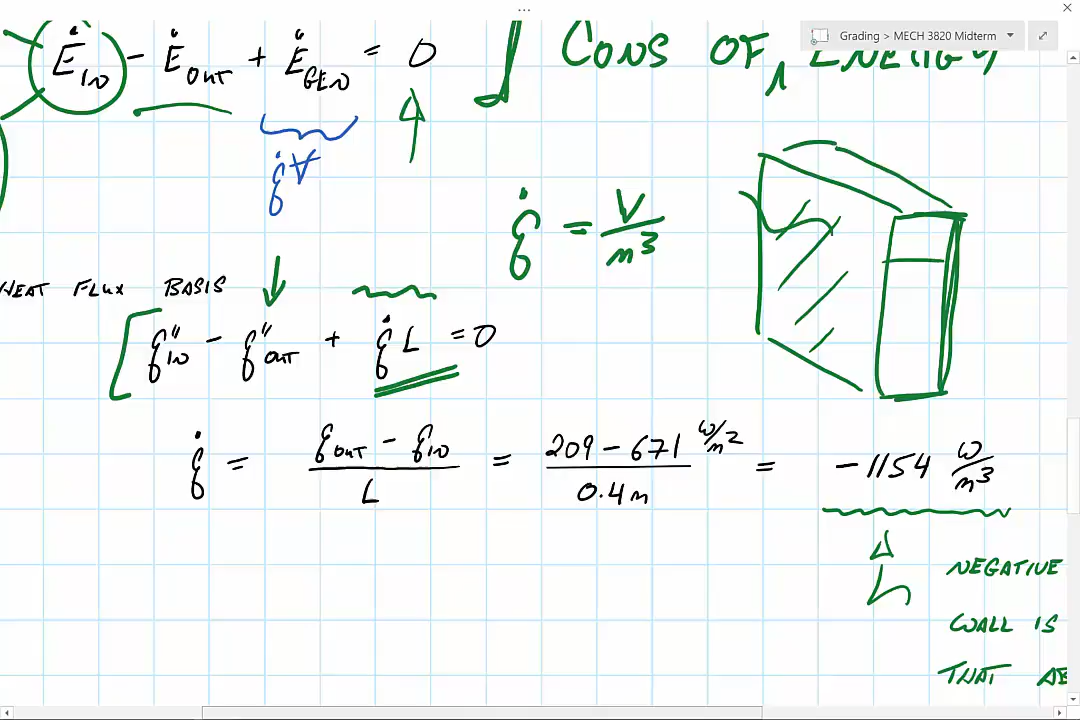 Grading > MECH 3820 Midterm
Ė_IN − Ė_OUT + Ė_GEN = 0
CONS OF, ENERGY
q̇V
q̇ = V/m³
HEAT FLUX BASIS
q″_IN − q″_OUT + q̇L = 0
q̇ = (q_OUT − q_IN)/L = (209 − 671 W/m²)/0.4m = −1154 W/m³
NEGATIVE
WALL IS
THAT